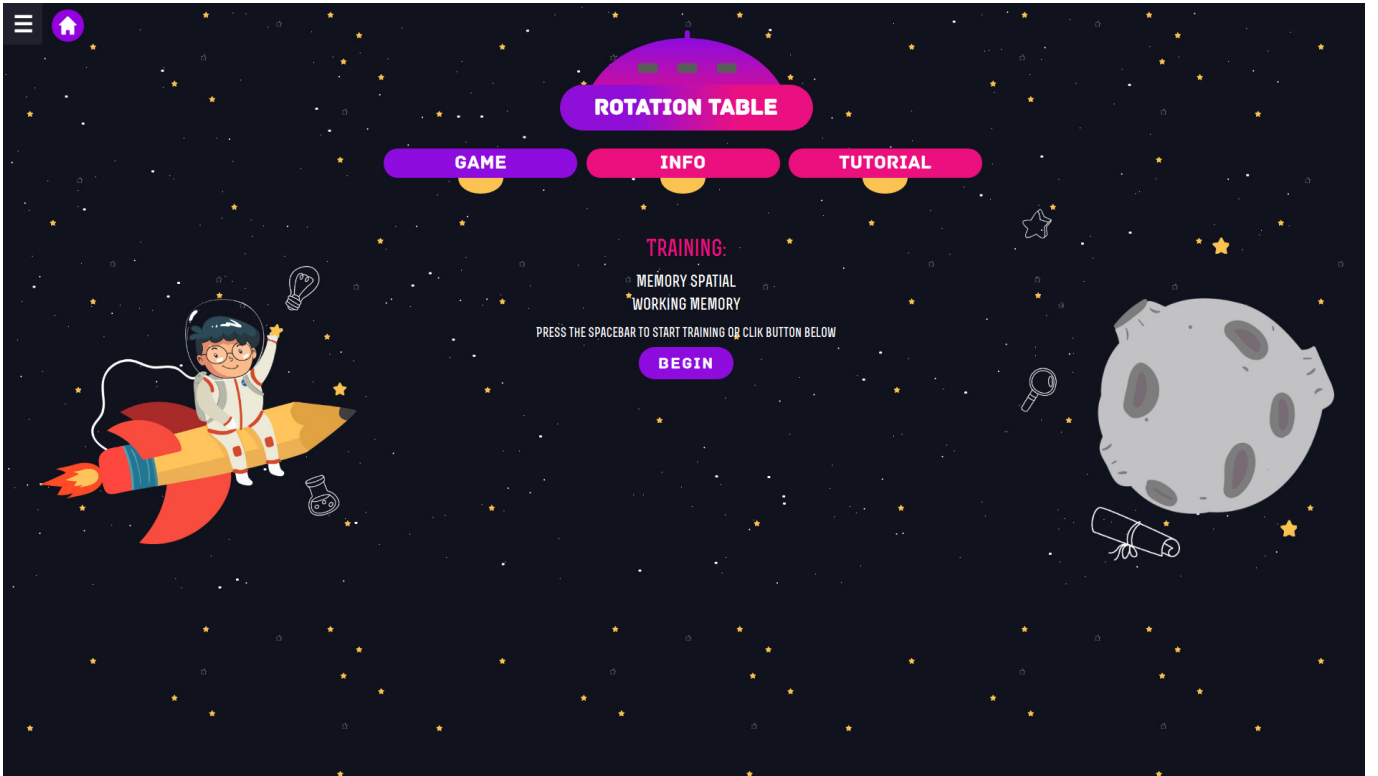 ROTATION TABLE
GAME INFO TUTORIAL
TRAINING:
MEMORY SPATIAL
WORKING MEMORY
PRESS THE SPACEBAR TO START TRAINING OR CLIK BUTTON BELOW
BEGIN